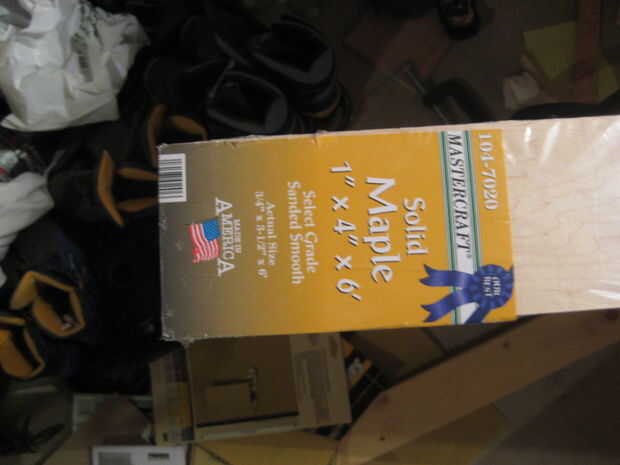 104-7020
MASTERCRAFT®
OUR
BEST
Solid
Maple
1" x 4" x 6'
Select Grade
Sanded Smooth
Actual Size
3/4" x 3-1/2" x 6'
MADE IN
AMERICA